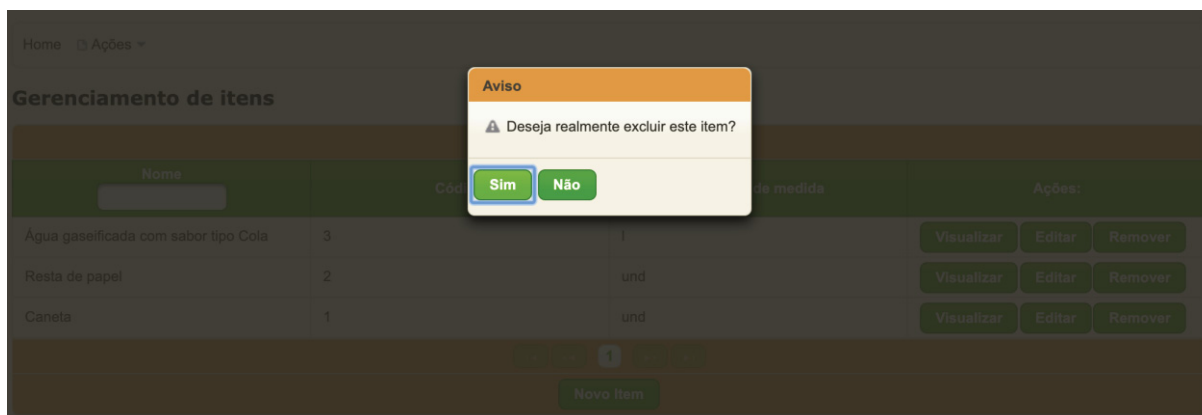 Home Ações
Gerenciamento de itens
Aviso
Deseja realmente excluir este item?
Sim Não
Nome Cód de medida Ações:
Água gaseificada com sabor tipo Cola 3 l Visualizar Editar Remover
Resta de papel 2 und Visualizar Editar Remover
Caneta 1 und Visualizar Editar Remover
1
Novo Item